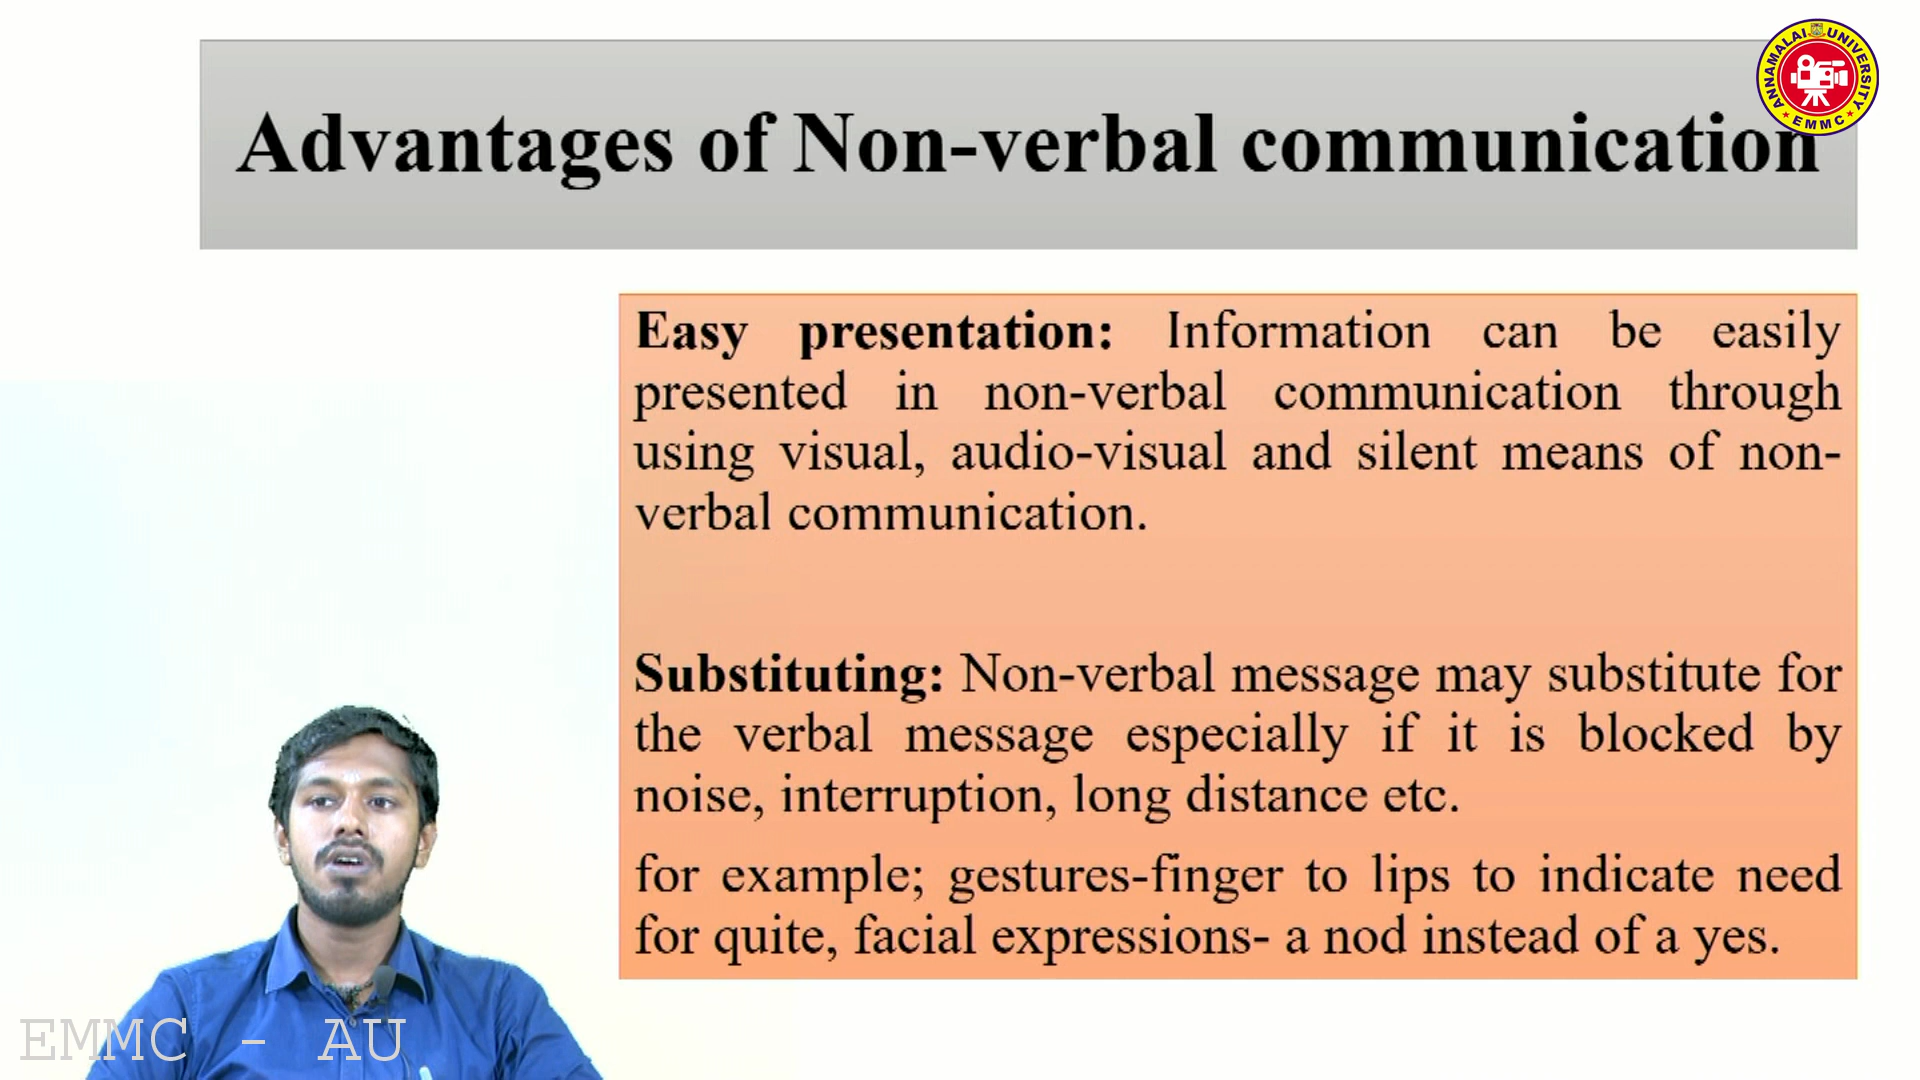 ANNAMALAI UNIVERSITY
EMMC
Advantages of Non-verbal communication
Easy presentation: Information can be easily
presented in non-verbal communication through
using visual, audio-visual and silent means of non-
verbal communication.
Substituting: Non-verbal message may substitute for
the verbal message especially if it is blocked by
noise, interruption, long distance etc.
for example; gestures-finger to lips to indicate need
for quite, facial expressions- a nod instead of a yes.
EMMC - AU